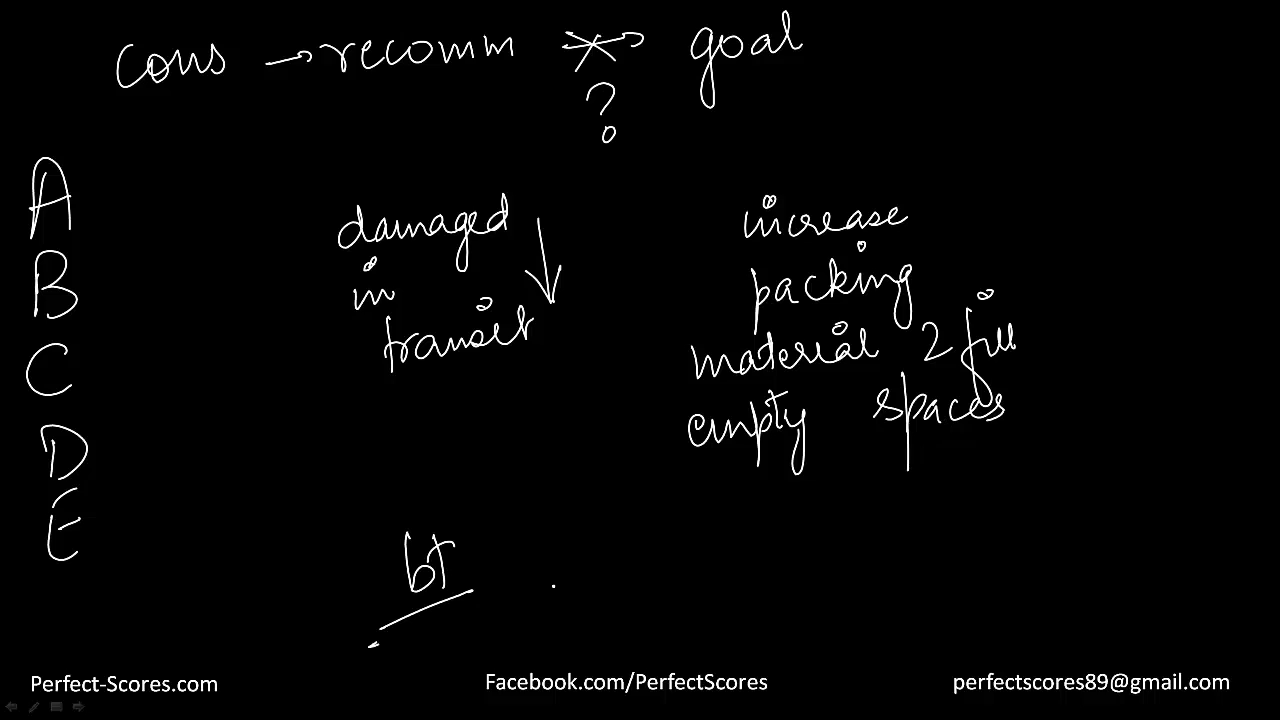 cons → recomm → goal
?
A
B
C
D
E
damaged ↓
in
transit
increase
packing
material 2 fill
empty spaces
Perfect-Scores.com
Facebook.com/PerfectScores
perfectscores89@gmail.com